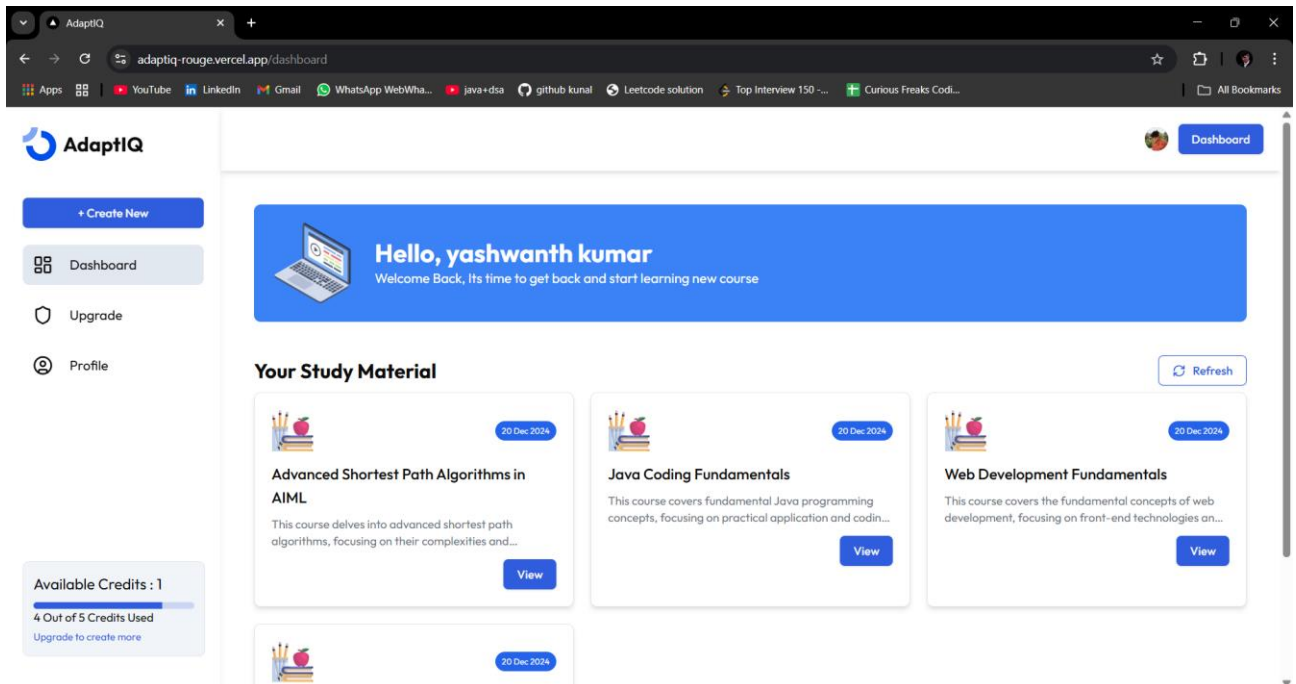 AdaptIQ
adaptiq-rouge.vercel.app/dashboard
Apps YouTube LinkedIn Gmail WhatsApp WebWha... java+dsa github kunal Leetcode solution Top Interview 150 -... Curious Freaks Codi... All Bookmarks
AdaptIQ
Dashboard
+ Create New
Dashboard
Upgrade
Profile
Hello, yashwanth kumar
Welcome Back, Its time to get back and start learning new course
Your Study Material
Refresh
20 Dec 2024
Advanced Shortest Path Algorithms in
AIML
This course delves into advanced shortest path
algorithms, focusing on their complexities and...
View
20 Dec 2024
Java Coding Fundamentals
This course covers fundamental Java programming
concepts, focusing on practical application and codin...
View
20 Dec 2024
Web Development Fundamentals
This course covers the fundamental concepts of web
development, focusing on front-end technologies an...
View
20 Dec 2024
Available Credits : 1
4 Out of 5 Credits Used
Upgrade to create more